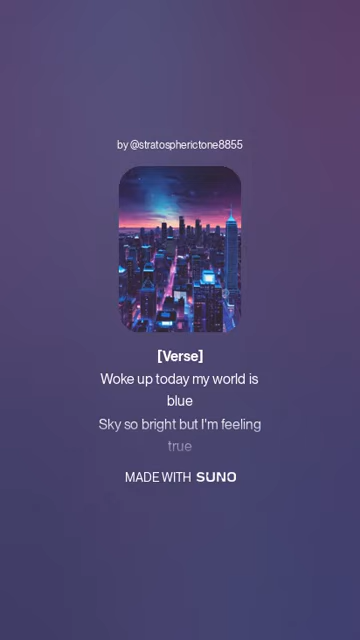 by @stratospherictone8855
[Verse]
Woke up today my world is
blue
Sky so bright but I'm feeling
true
MADE WITH SUNO